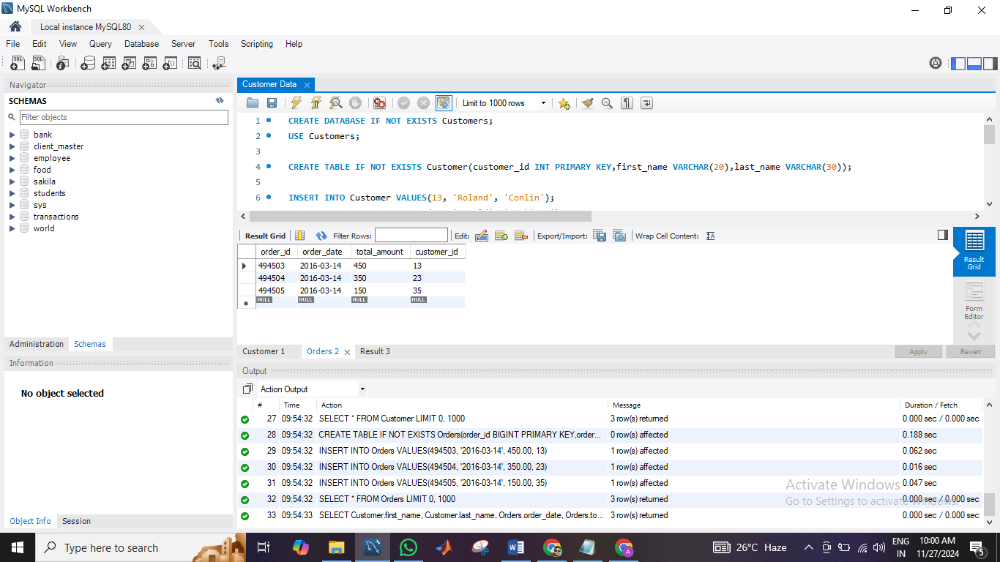 MySQL Workbench
Local instance MySQL80
File Edit View Query Database Server Tools Scripting Help
Navigator
SCHEMAS
Filter objects
bank
client_master
employee
food
sakila
students
sys
transactions
world
Administration Schemas
Information
No object selected
Object Info Session
Customer Data
Limit to 1000 rows
1 CREATE DATABASE IF NOT EXISTS Customers;
2 USE Customers;
3
4 CREATE TABLE IF NOT EXISTS Customer(customer_id INT PRIMARY KEY,first_name VARCHAR(20),last_name VARCHAR(30));
5
6 INSERT INTO Customer VALUES(13, 'Roland', 'Conlin');
Result Grid Filter Rows: Edit: Export/Import: Wrap Cell Content:
order_id order_date total_amount customer_id
494503 2016-03-14 450 13
494504 2016-03-14 350 23
494505 2016-03-14 150 35
NULL NULL NULL NULL
Result
Grid
Form
Editor
Customer 1 Orders 2 Result 3 Apply Revert
Output
Action Output
# Time Action Message Duration / Fetch
27 09:54:32 SELECT * FROM Customer LIMIT 0, 1000 3 row(s) returned 0.000 sec / 0.000 sec
28 09:54:32 CREATE TABLE IF NOT EXISTS Orders(order_id BIGINT PRIMARY KEY,order... 0 row(s) affected 0.188 sec
29 09:54:32 INSERT INTO Orders VALUES(494503, '2016-03-14', 450.00, 13) 1 row(s) affected 0.062 sec
30 09:54:32 INSERT INTO Orders VALUES(494504, '2016-03-14', 350.00, 23) 1 row(s) affected 0.016 sec
31 09:54:32 INSERT INTO Orders VALUES(494505, '2016-03-14', 150.00, 35) 1 row(s) affected 0.047 sec
32 09:54:32 SELECT * FROM Orders LIMIT 0, 1000 3 row(s) returned 0.000 sec / 0.000 sec
33 09:54:33 SELECT Customer.first_name, Customer.last_name, Orders.order_date, Orders.to... 3 row(s) returned 0.000 sec / 0.000 sec
Activate Windows
Go to Settings to activate Windows.
Type here to search
26°C Haze
ENG
IN
10:00 AM
11/27/2024
5